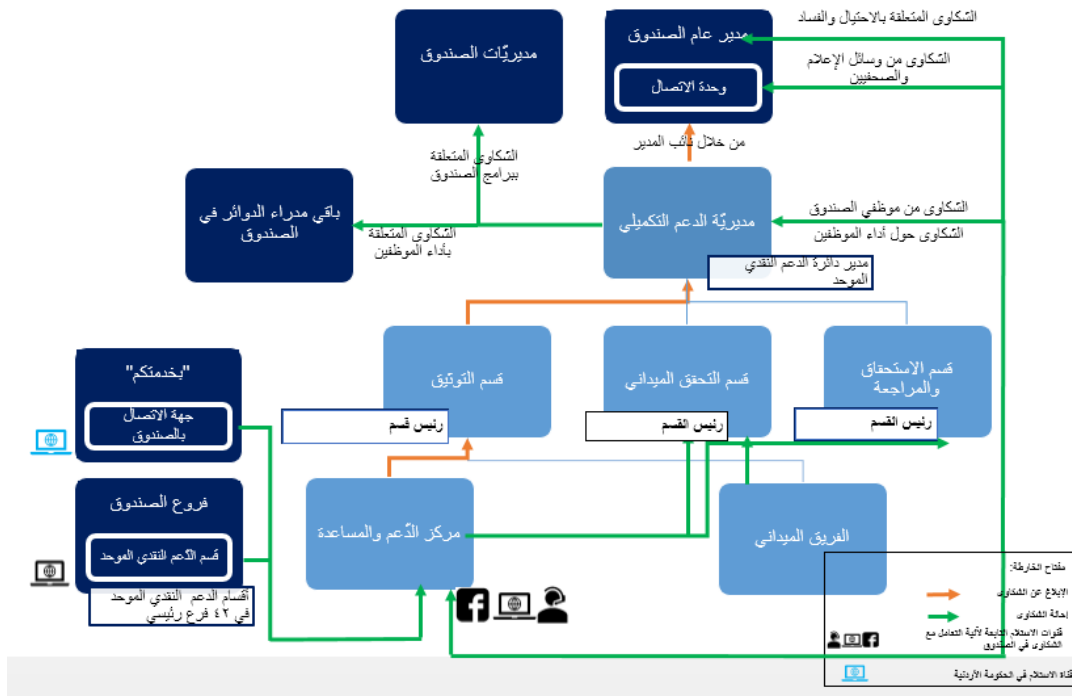 الشكاوى المتعلقة بالاحتيال والفساد
مدير عام الصندوق
مديريّات الصندوق
الشكاوى من وسائل الإعلام
والصحفيين
وحدة الاتصال
من خلال نائب المدير
الشكاوى المتعلقة
ببرامج الصندوق
باقي مدراء الدوائر في
الصندوق
الشكاوى المتعلقة
بأداء الموظفين
مديريّة الدعم التكميلي
الشكاوى من موظفي الصندوق
الشكاوى حول أداء الموظفين
مدير دائرة الدعم النقدي
الموحد
قسم الاستحقاق
والمراجعة
رئيس القسم
قسم التحقق الميداني
رئيس القسم
قسم التوثيق
رئيس قسم
"بخدمتكم"
جهة الاتصال
بالصندوق
فروع الصندوق
قسم الدّعم النقدي الموحد
أقسام الدعم النقدي الموحد
في ٤٢ فرع رئيسي
مركز الدّعم والمساعدة
الفريق الميداني
مفتاح الخارطة:
الإبلاغ عن الشكاوى
إحالة الشكاوى
قنوات الاستلام التابعة لآلية التعامل مع
الشكاوى في الصندوق
قناة الاستلام في الحكومة الأردنية